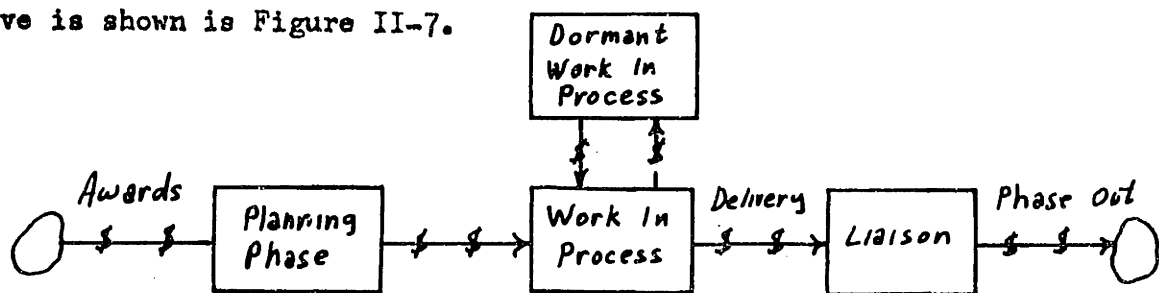 ve is shown is Figure II-7.
Dormant
Work In
Process
$ $
Awards
$ $
Planning
Phase
$ $
Work In
Process
Delivery
$ $
Liaison
Phase Out
$ $